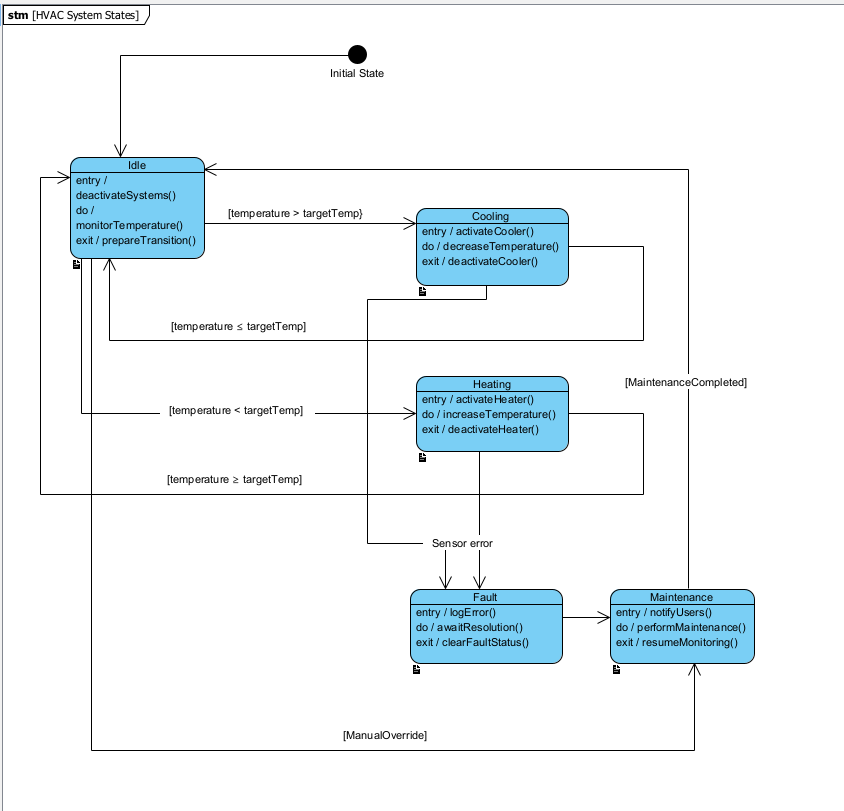 stm [HVAC System States]
Initial State
Idle
entry /
deactivateSystems()
do /
monitorTemperature()
exit / prepareTransition()
[temperature > targetTemp}
Cooling
entry / activateCooler()
do / decreaseTemperature()
exit / deactivateCooler()
[temperature ≤ targetTemp]
Heating
entry / activateHeater()
do / increaseTemperature()
exit / deactivateHeater()
[MaintenanceCompleted]
[temperature < targetTemp]
[temperature ≥ targetTemp]
Sensor error
Fault
entry / logError()
do / awaitResolution()
exit / clearFaultStatus()
Maintenance
entry / notifyUsers()
do / performMaintenance()
exit / resumeMonitoring()
[ManualOverride]